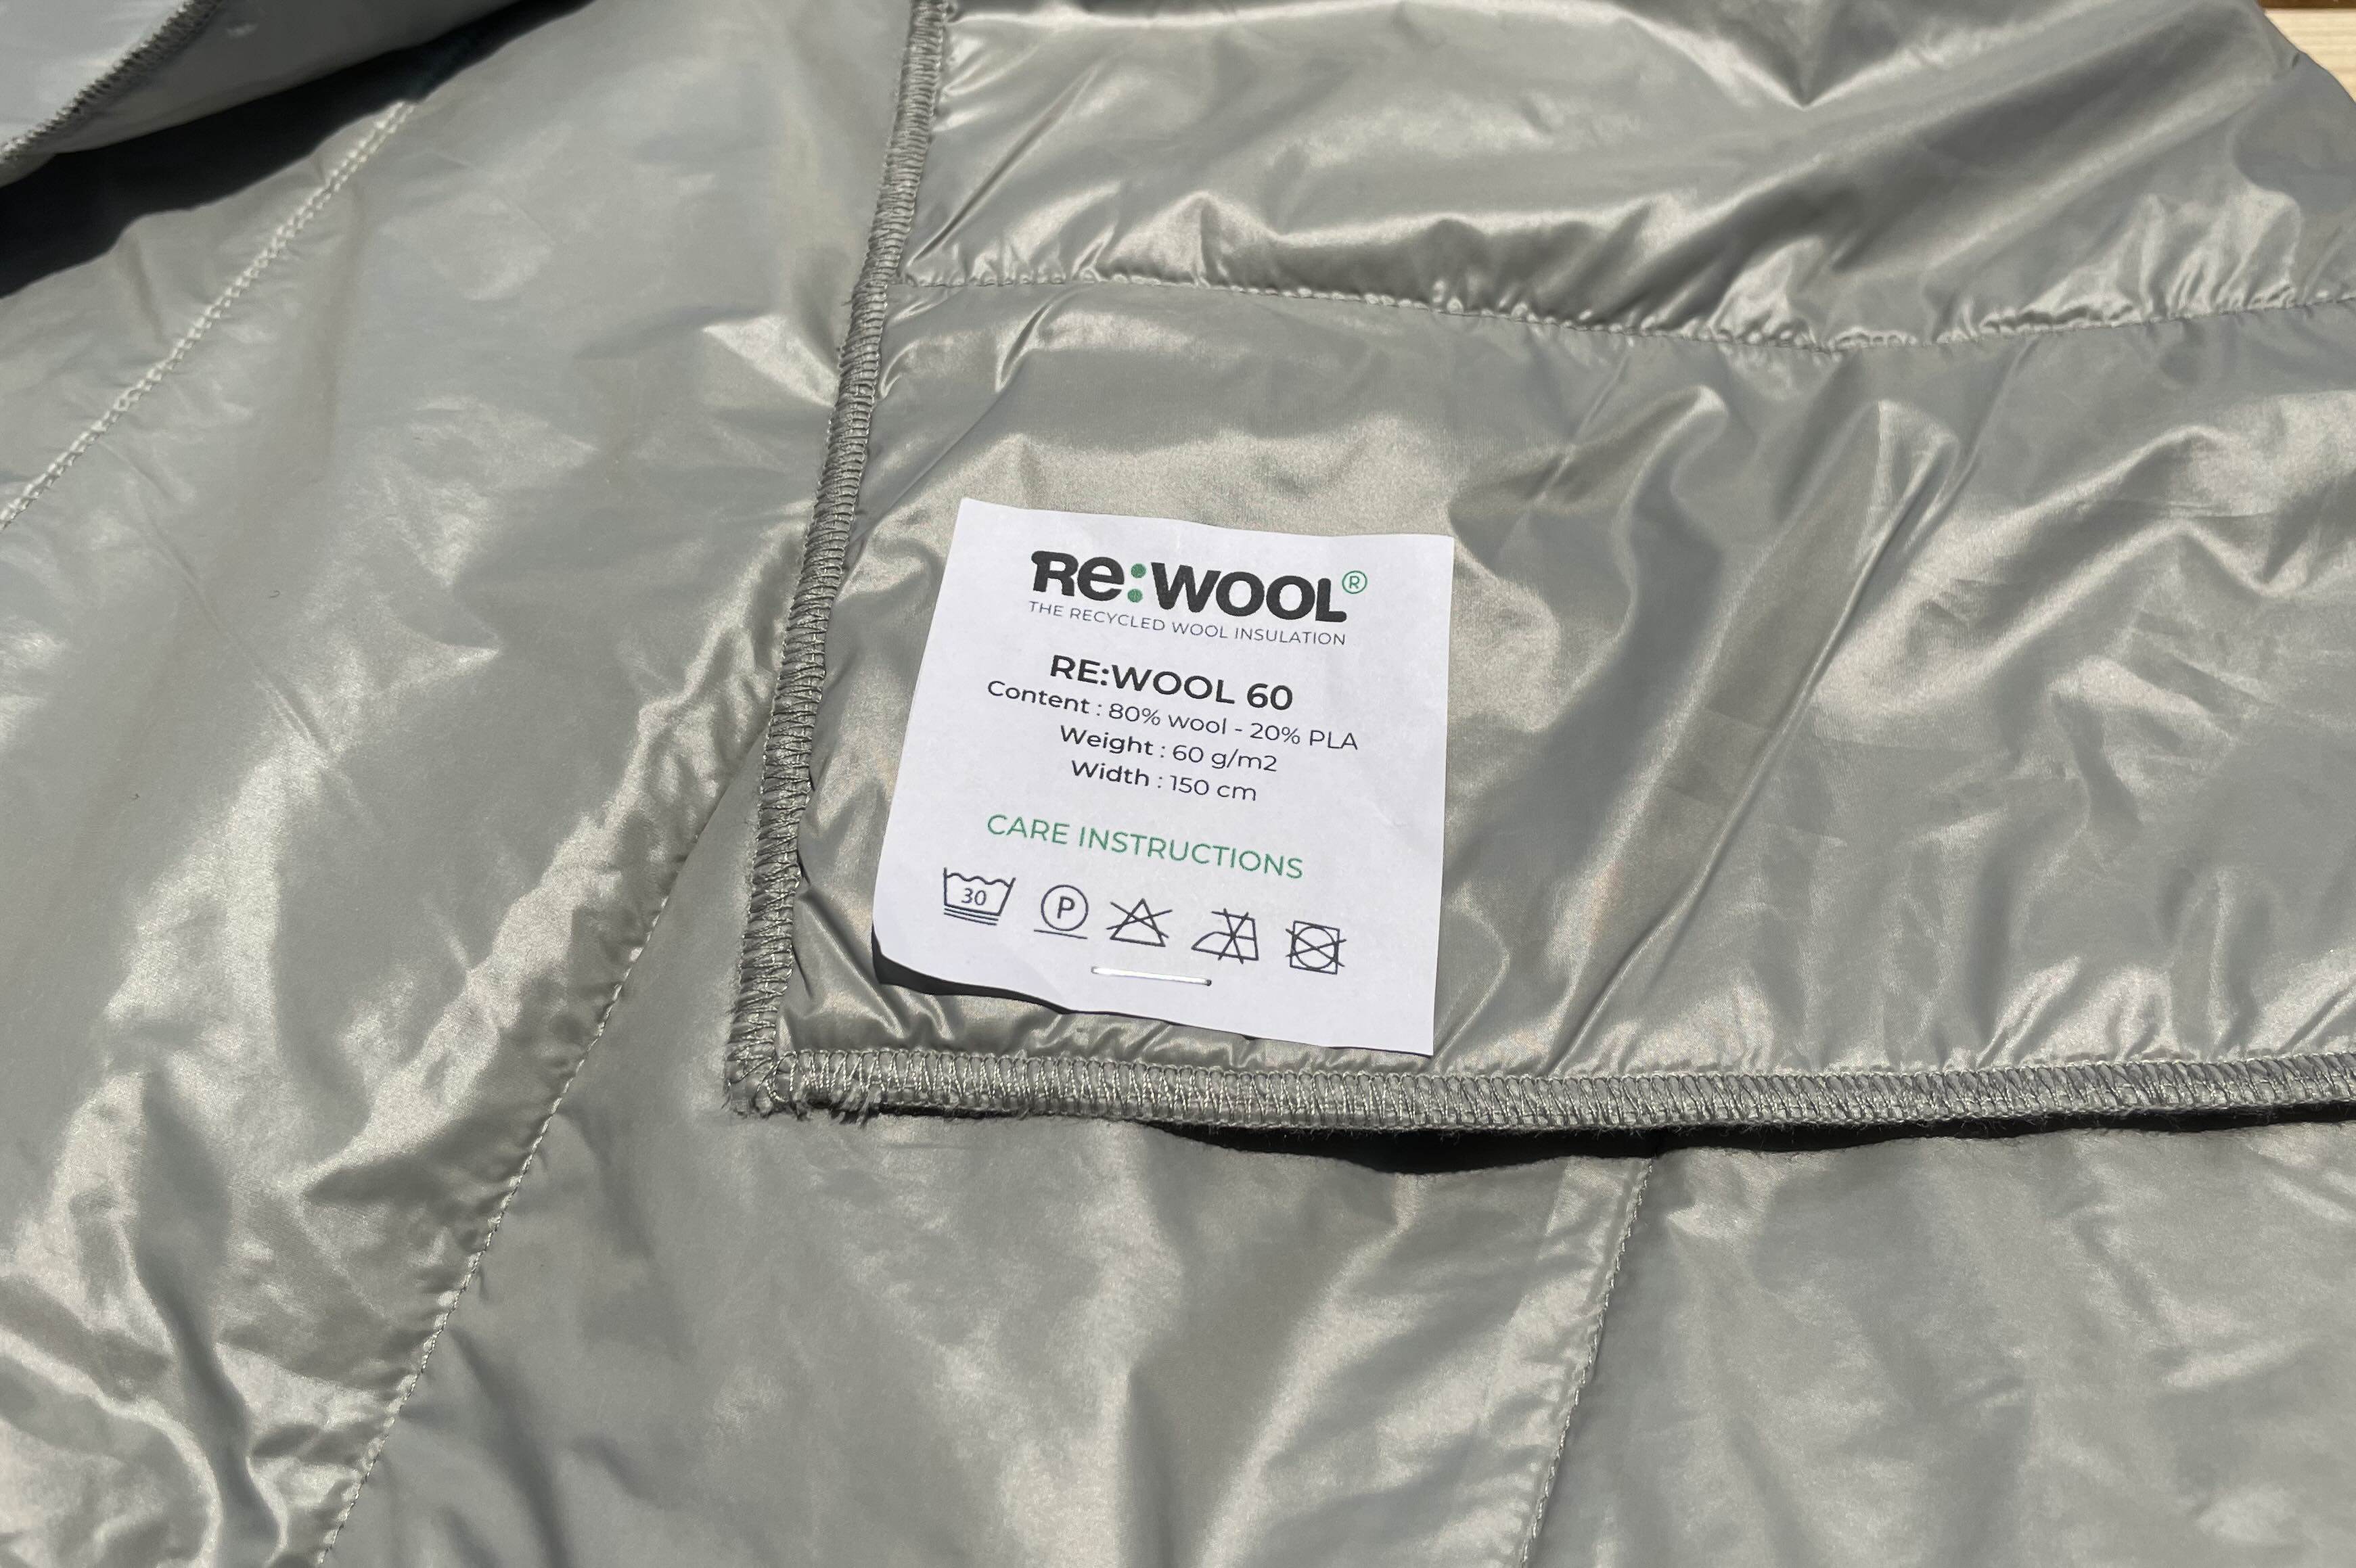 Re:WOOL®
THE RECYCLED WOOL INSULATION
RE:WOOL 60
Content : 80% wool - 20% PLA
Weight : 60 g/m2
Width : 150 cm
CARE INSTRUCTIONS
30 P